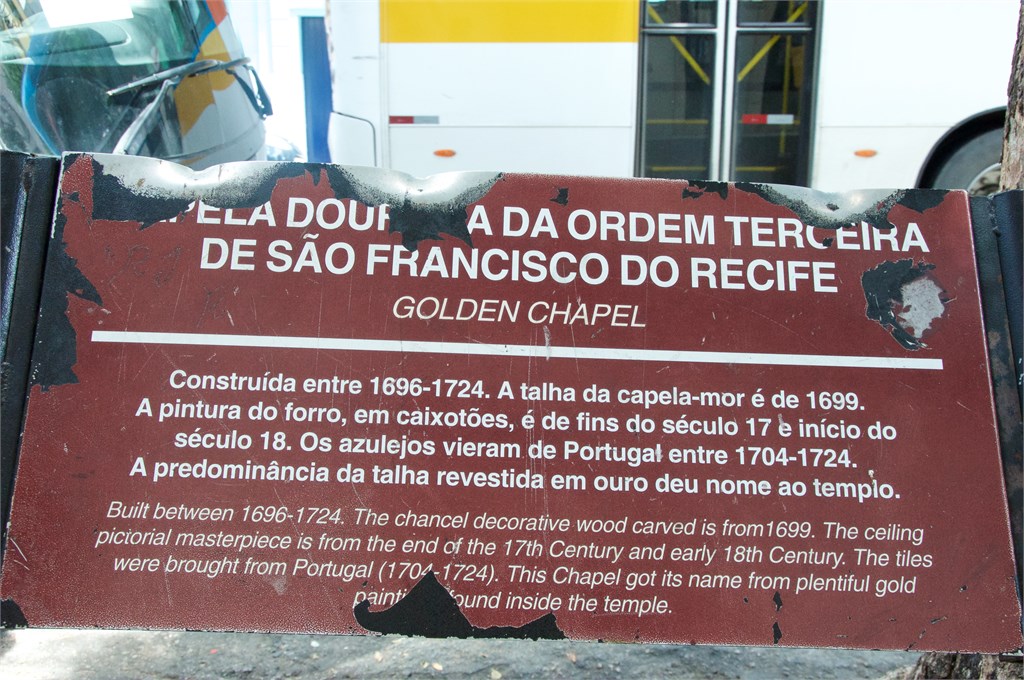 DA ORDEM TERCEIRA
DE SÃO FRANCISCO DO RECIFE
GOLDEN CHAPEL
Construída entre 1696-1724. A talha da capela-mor é de 1699.
A pintura do forro, em caixotões, é de fins do século 17 e início do
século 18. Os azulejos vieram de Portugal entre 1704-1724.
A predominância da talha revestida em ouro deu nome ao templo.
Built between 1696-1724. The chancel decorative wood carved is from1699. The ceiling
pictorial masterpiece is from the end of the 17th Century and early 18th Century. The tiles
were brought from Portugal (1704-1724). This Chapel got its name from plentiful gold
found inside the temple.